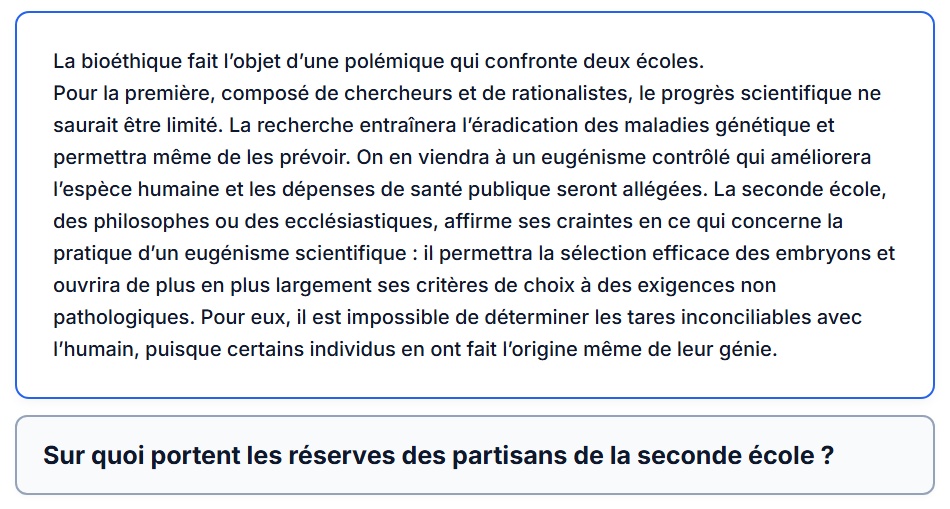 La bioéthique fait l’objet d’une polémique qui confronte deux écoles.
Pour la première, composé de chercheurs et de rationalistes, le progrès scientifique ne
saurait être limité. La recherche entraînera l’éradication des maladies génétique et
permettra même de les prévoir. On en viendra à un eugénisme contrôlé qui améliorera
l’espèce humaine et les dépenses de santé publique seront allégées. La seconde école,
des philosophes ou des ecclésiastiques, affirme ses craintes en ce qui concerne la
pratique d’un eugénisme scientifique : il permettra la sélection efficace des embryons et
ouvrira de plus en plus largement ses critères de choix à des exigences non
pathologiques. Pour eux, il est impossible de déterminer les tares inconciliables avec
l’humain, puisque certains individus en ont fait l’origine même de leur génie.
Sur quoi portent les réserves des partisans de la seconde école ?